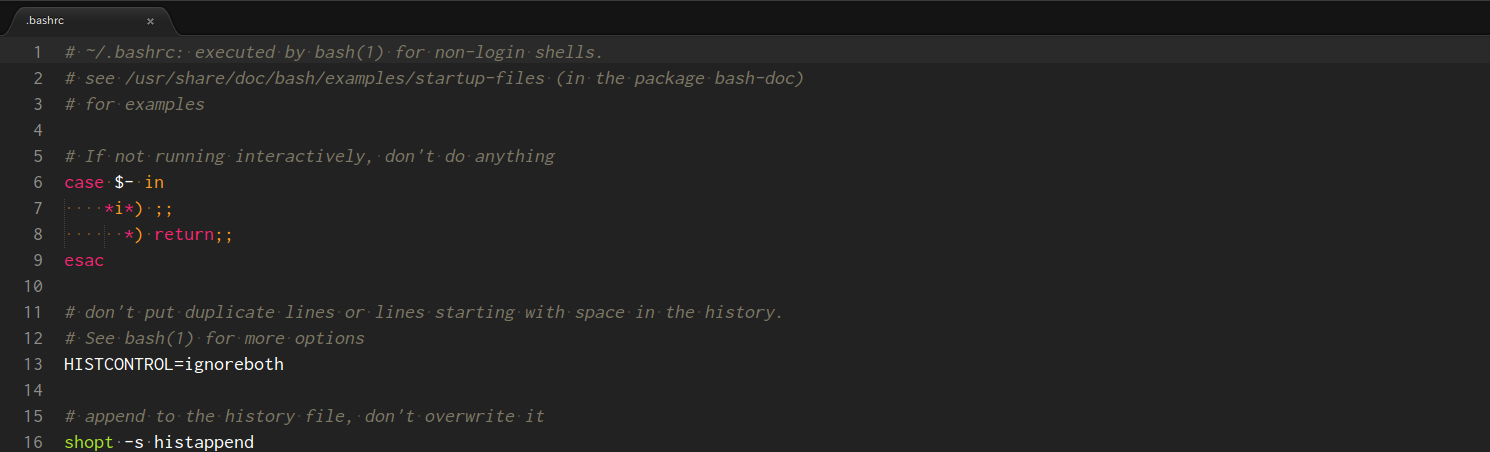 .bashrc ×
1 # ~/.bashrc: executed by bash(1) for non-login shells.
2 # see /usr/share/doc/bash/examples/startup-files (in the package bash-doc)
3 # for examples
4
5 # If not running interactively, don't do anything
6 case $- in
7     *i*) ;;
8       *) return;;
9 esac
10
11 # don't put duplicate lines or lines starting with space in the history.
12 # See bash(1) for more options
13 HISTCONTROL=ignoreboth
14
15 # append to the history file, don't overwrite it
16 shopt -s histappend